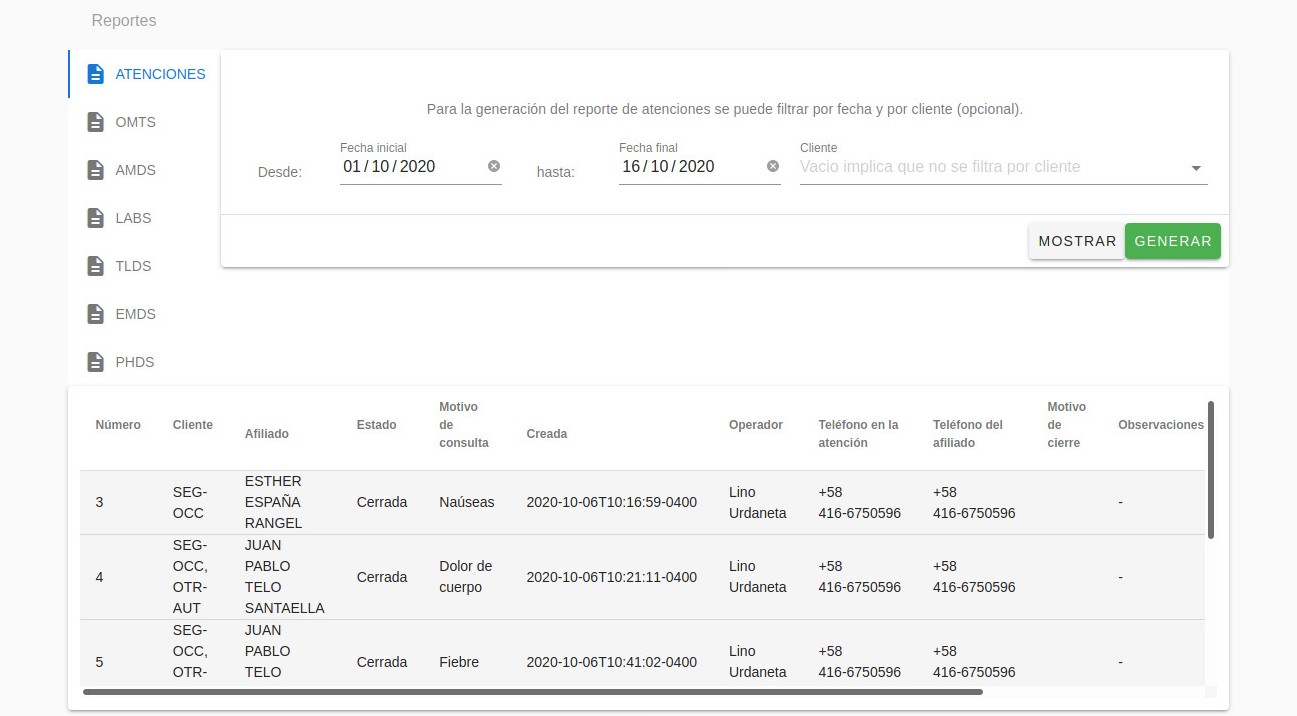 Reportes
ATENCIONES
OMTS
AMDS
LABS
TLDS
EMDS
PHDS
Para la generación del reporte de atenciones se puede filtrar por fecha y por cliente (opcional).
Desde:
Fecha inicial
01/10/2020
hasta:
Fecha final
16/10/2020
Cliente
Vacio implica que no se filtra por cliente
MOSTRAR
GENERAR
Número
Cliente
Afiliado
Estado
Motivo
de
consulta
Creada
Operador
Teléfono en la
atención
Teléfono del
afiliado
Motivo
de
cierre
Observaciones
3
SEG-
OCC
ESTHER
ESPAÑA
RANGEL
Cerrada
Naúseas
2020-10-06T10:16:59-0400
Lino
Urdaneta
+58
416-6750596
+58
416-6750596
-
4
SEG-
OCC,
OTR-
AUT
JUAN
PABLO
TELO
SANTAELLA
Cerrada
Dolor de
cuerpo
2020-10-06T10:21:11-0400
Lino
Urdaneta
+58
416-6750596
+58
416-6750596
-
5
SEG-
OCC,
OTR-
JUAN
PABLO
TELO
Cerrada
Fiebre
2020-10-06T10:41:02-0400
Lino
Urdaneta
+58
416-6750596
+58
416-6750596
-